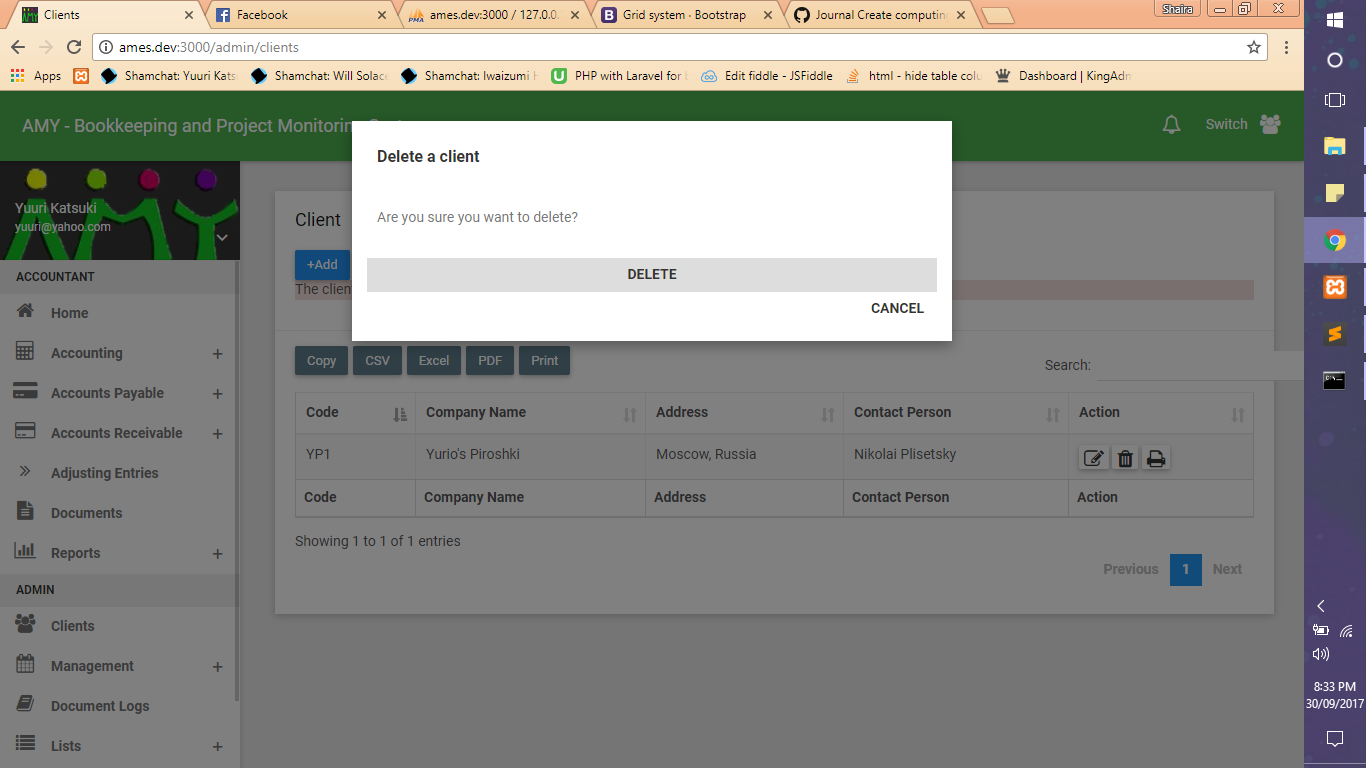 Clients
Facebook
ames.dev:3000 / 127.0.0.
Grid system · Bootstrap
Journal Create computing
Shaira
ames.dev:3000/admin/clients
Apps
Shamchat: Yuuri Kats
Shamchat: Will Solace
Shamchat: Iwaizumi H
PHP with Laravel for
Edit fiddle - JSFiddle
html - hide table colu
Dashboard | KingAdm
AMY - Bookkeeping and Project Monitoring
Switch
AMY
Yuuri Katsuki
yuuri@yahoo.com
ACCOUNTANT
Home
Accounting +
Accounts Payable +
Accounts Receivable +
Adjusting Entries
Documents
Reports +
ADMIN
Clients
Management +
Document Logs
Lists +
Delete a client
Are you sure you want to delete?
DELETE
CANCEL
Client
+Add
The client
Copy CSV Excel PDF Print
Search:
Code Company Name Address Contact Person Action
YP1 Yurio's Piroshki Moscow, Russia Nikolai Plisetsky
Code Company Name Address Contact Person Action
Showing 1 to 1 of 1 entries
Previous 1 Next
8:33 PM
30/09/2017